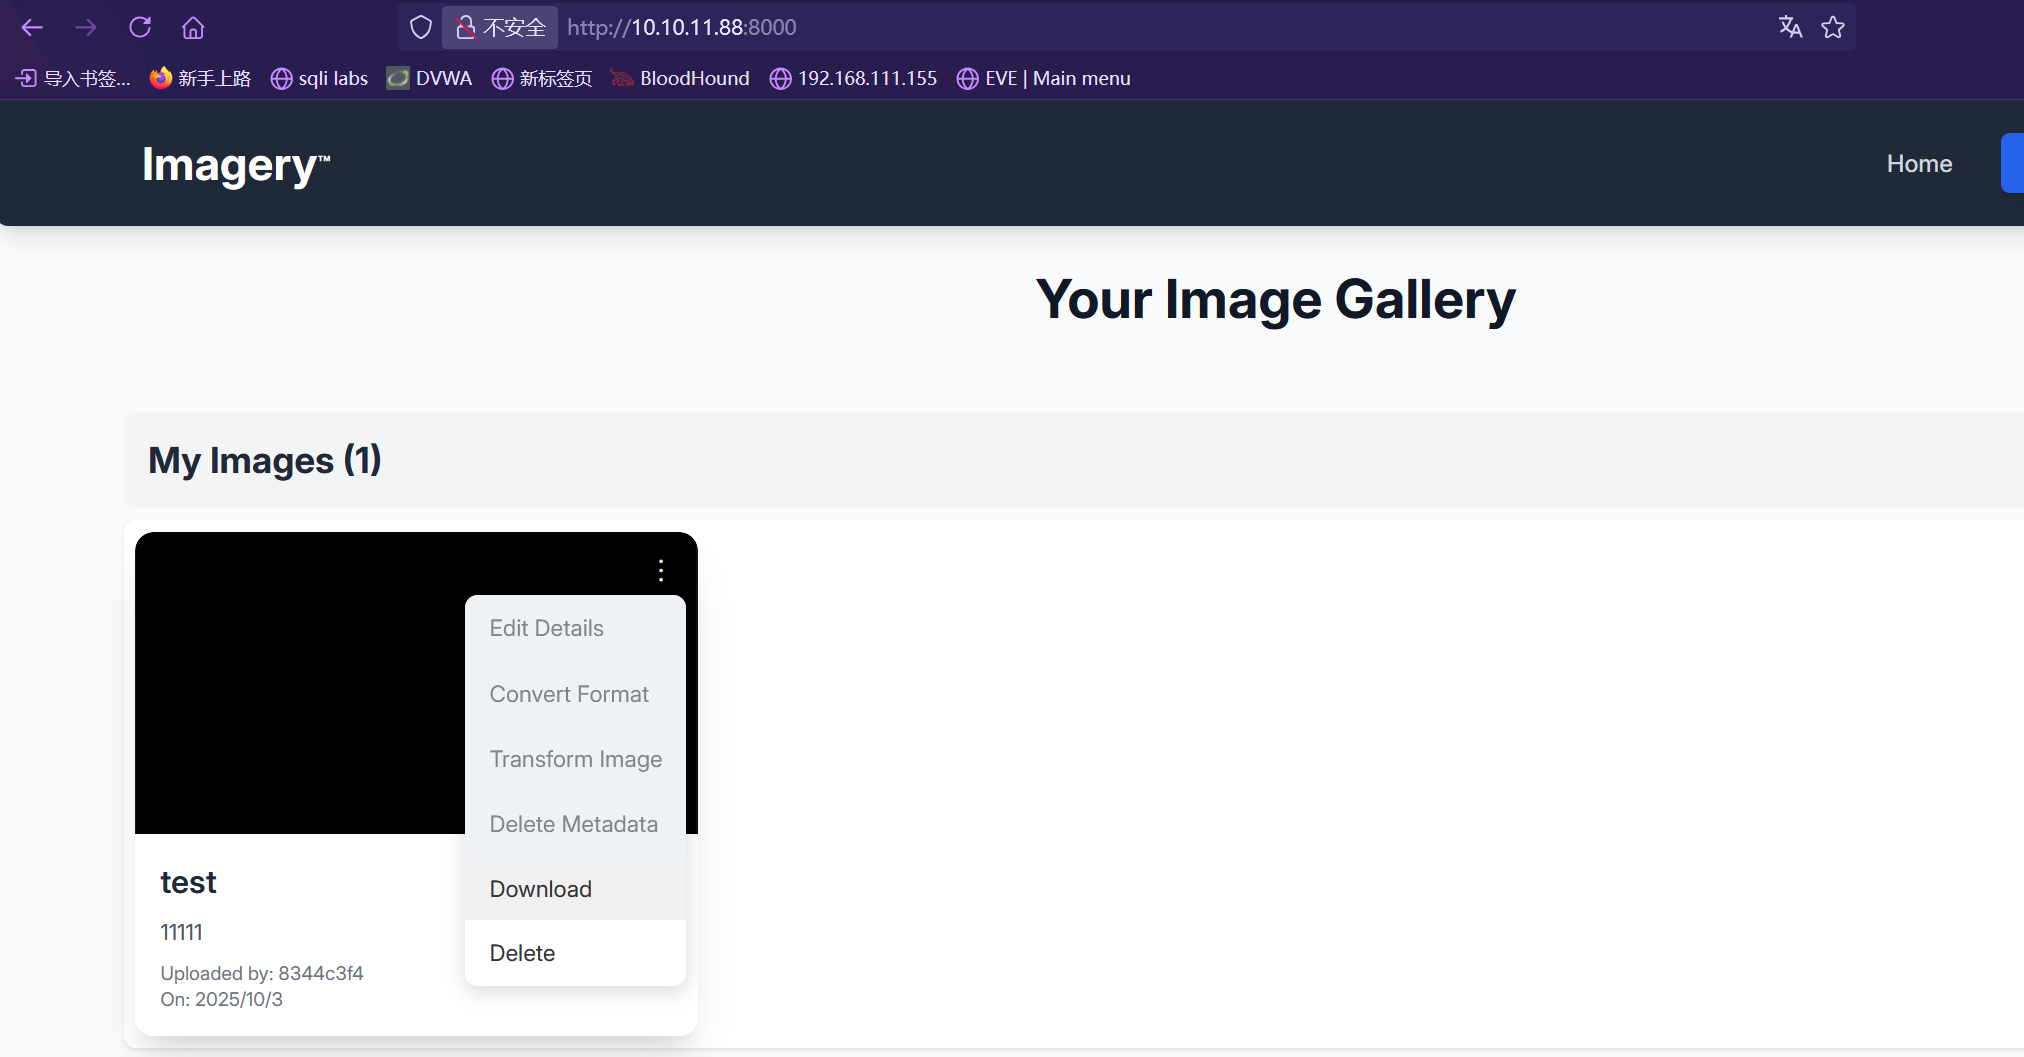 不安全 http://10.10.11.88:8000
导入书签... 新手上路 sqli labs DVWA 新标签页 BloodHound 192.168.111.155 EVE | Main menu
Imagery™ Home
Your Image Gallery
My Images (1)
Edit Details
Convert Format
Transform Image
Delete Metadata
Download
Delete
test
11111
Uploaded by: 8344c3f4
On: 2025/10/3